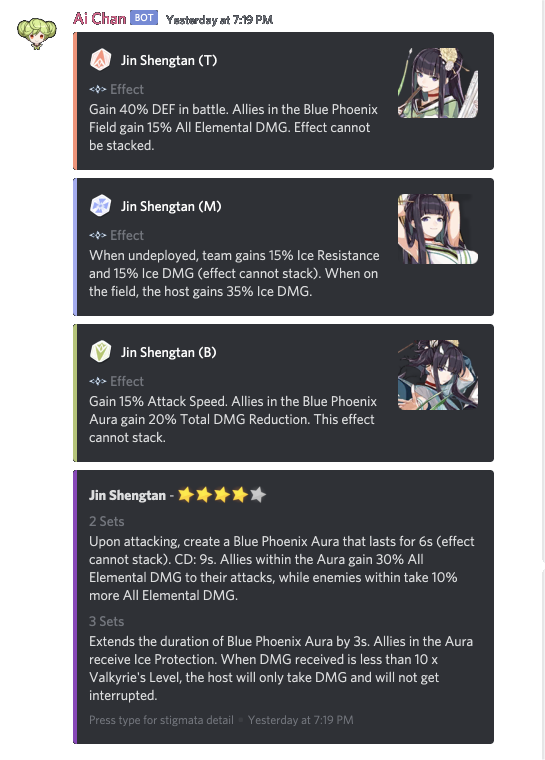 Ai Chan BOT Yesterday at 7:19 PM
Jin Shengtan (T)
Effect
Gain 40% DEF in battle. Allies in the Blue Phoenix
Field gain 15% All Elemental DMG. Effect cannot
be stacked.
Jin Shengtan (M)
Effect
When undeployed, team gains 15% Ice Resistance
and 15% Ice DMG (effect cannot stack). When on
the field, the host gains 35% Ice DMG.
Jin Shengtan (B)
Effect
Gain 15% Attack Speed. Allies in the Blue Phoenix
Aura gain 20% Total DMG Reduction. This effect
cannot stack.
Jin Shengtan -
2 Sets
Upon attacking, create a Blue Phoenix Aura that lasts for 6s (effect
cannot stack). CD: 9s. Allies within the Aura gain 30% All
Elemental DMG to their attacks, while enemies within take 10%
more All Elemental DMG.
3 Sets
Extends the duration of Blue Phoenix Aura by 3s. Allies in the Aura
receive Ice Protection. When DMG received is less than 10 x
Valkyrie's Level, the host will only take DMG and will not get
interrupted.
Press type for stigmata detail • Yesterday at 7:19 PM